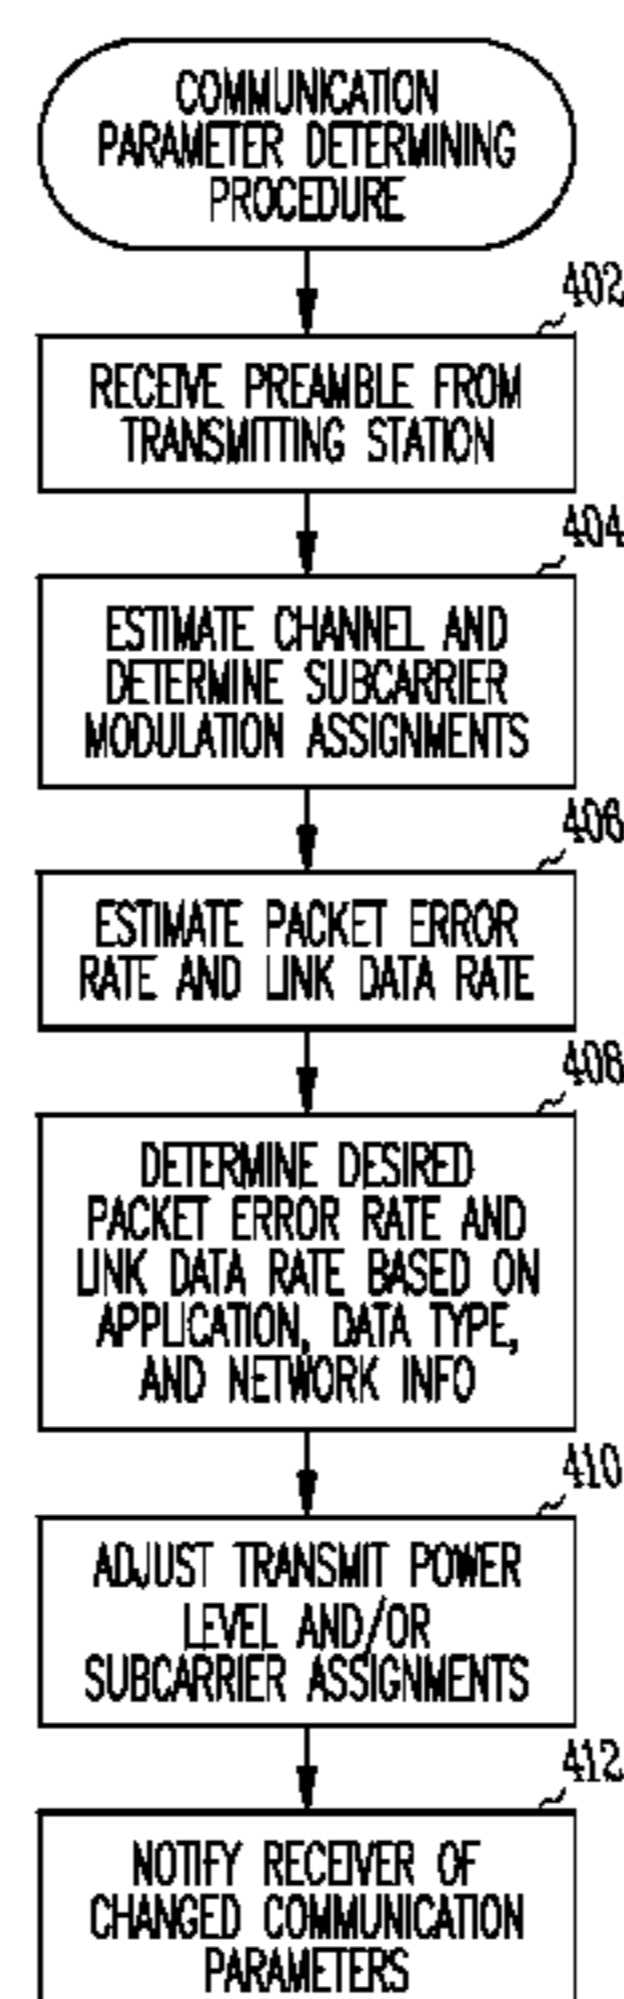 COMMUNICATION
PARAMETER DETERMINING
PROCEDURE
402
RECEIVE PREAMBLE FROM
TRANSMITTING STATION
404
ESTIMATE CHANNEL AND
DETERMINE SUBCARRIER
MODULATION ASSIGNMENTS
406
ESTIMATE PACKET ERROR
RATE AND LINK DATA RATE
408
DETERMINE DESIRED
PACKET ERROR RATE AND
LINK DATA RATE BASED ON
APPLICATION, DATA TYPE,
AND NETWORK INFO
410
ADJUST TRANSMIT POWER
LEVEL AND/OR
SUBCARRIER ASSIGNMENTS
412
NOTIFY RECEIVER OF
CHANGED COMMUNICATION
PARAMETERS